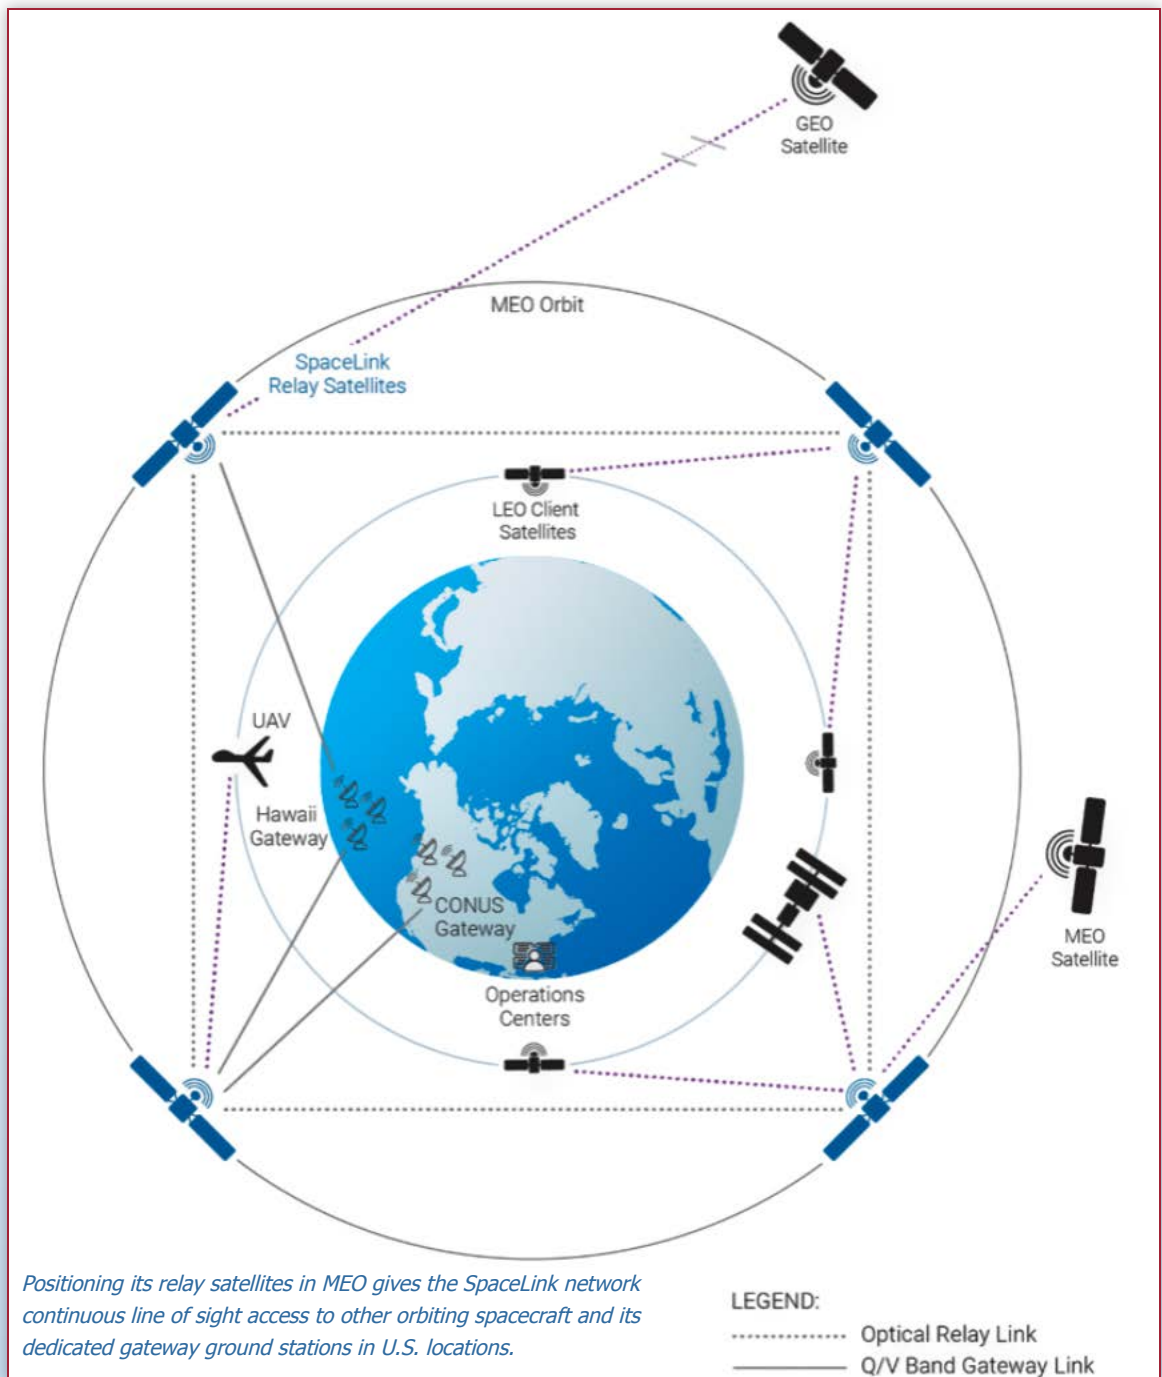 GEO
Satellite
MEO Orbit
SpaceLink
Relay Satellites
LEO Client
Satellites
UAV
Hawaii
Gateway
CONUS
Gateway
MEO
Satellite
Operations
Centers
Positioning its relay satellites in MEO gives the SpaceLink network
continuous line of sight access to other orbiting spacecraft and its
dedicated gateway ground stations in U.S. locations.
LEGEND:
Optical Relay Link
Q/V Band Gateway Link